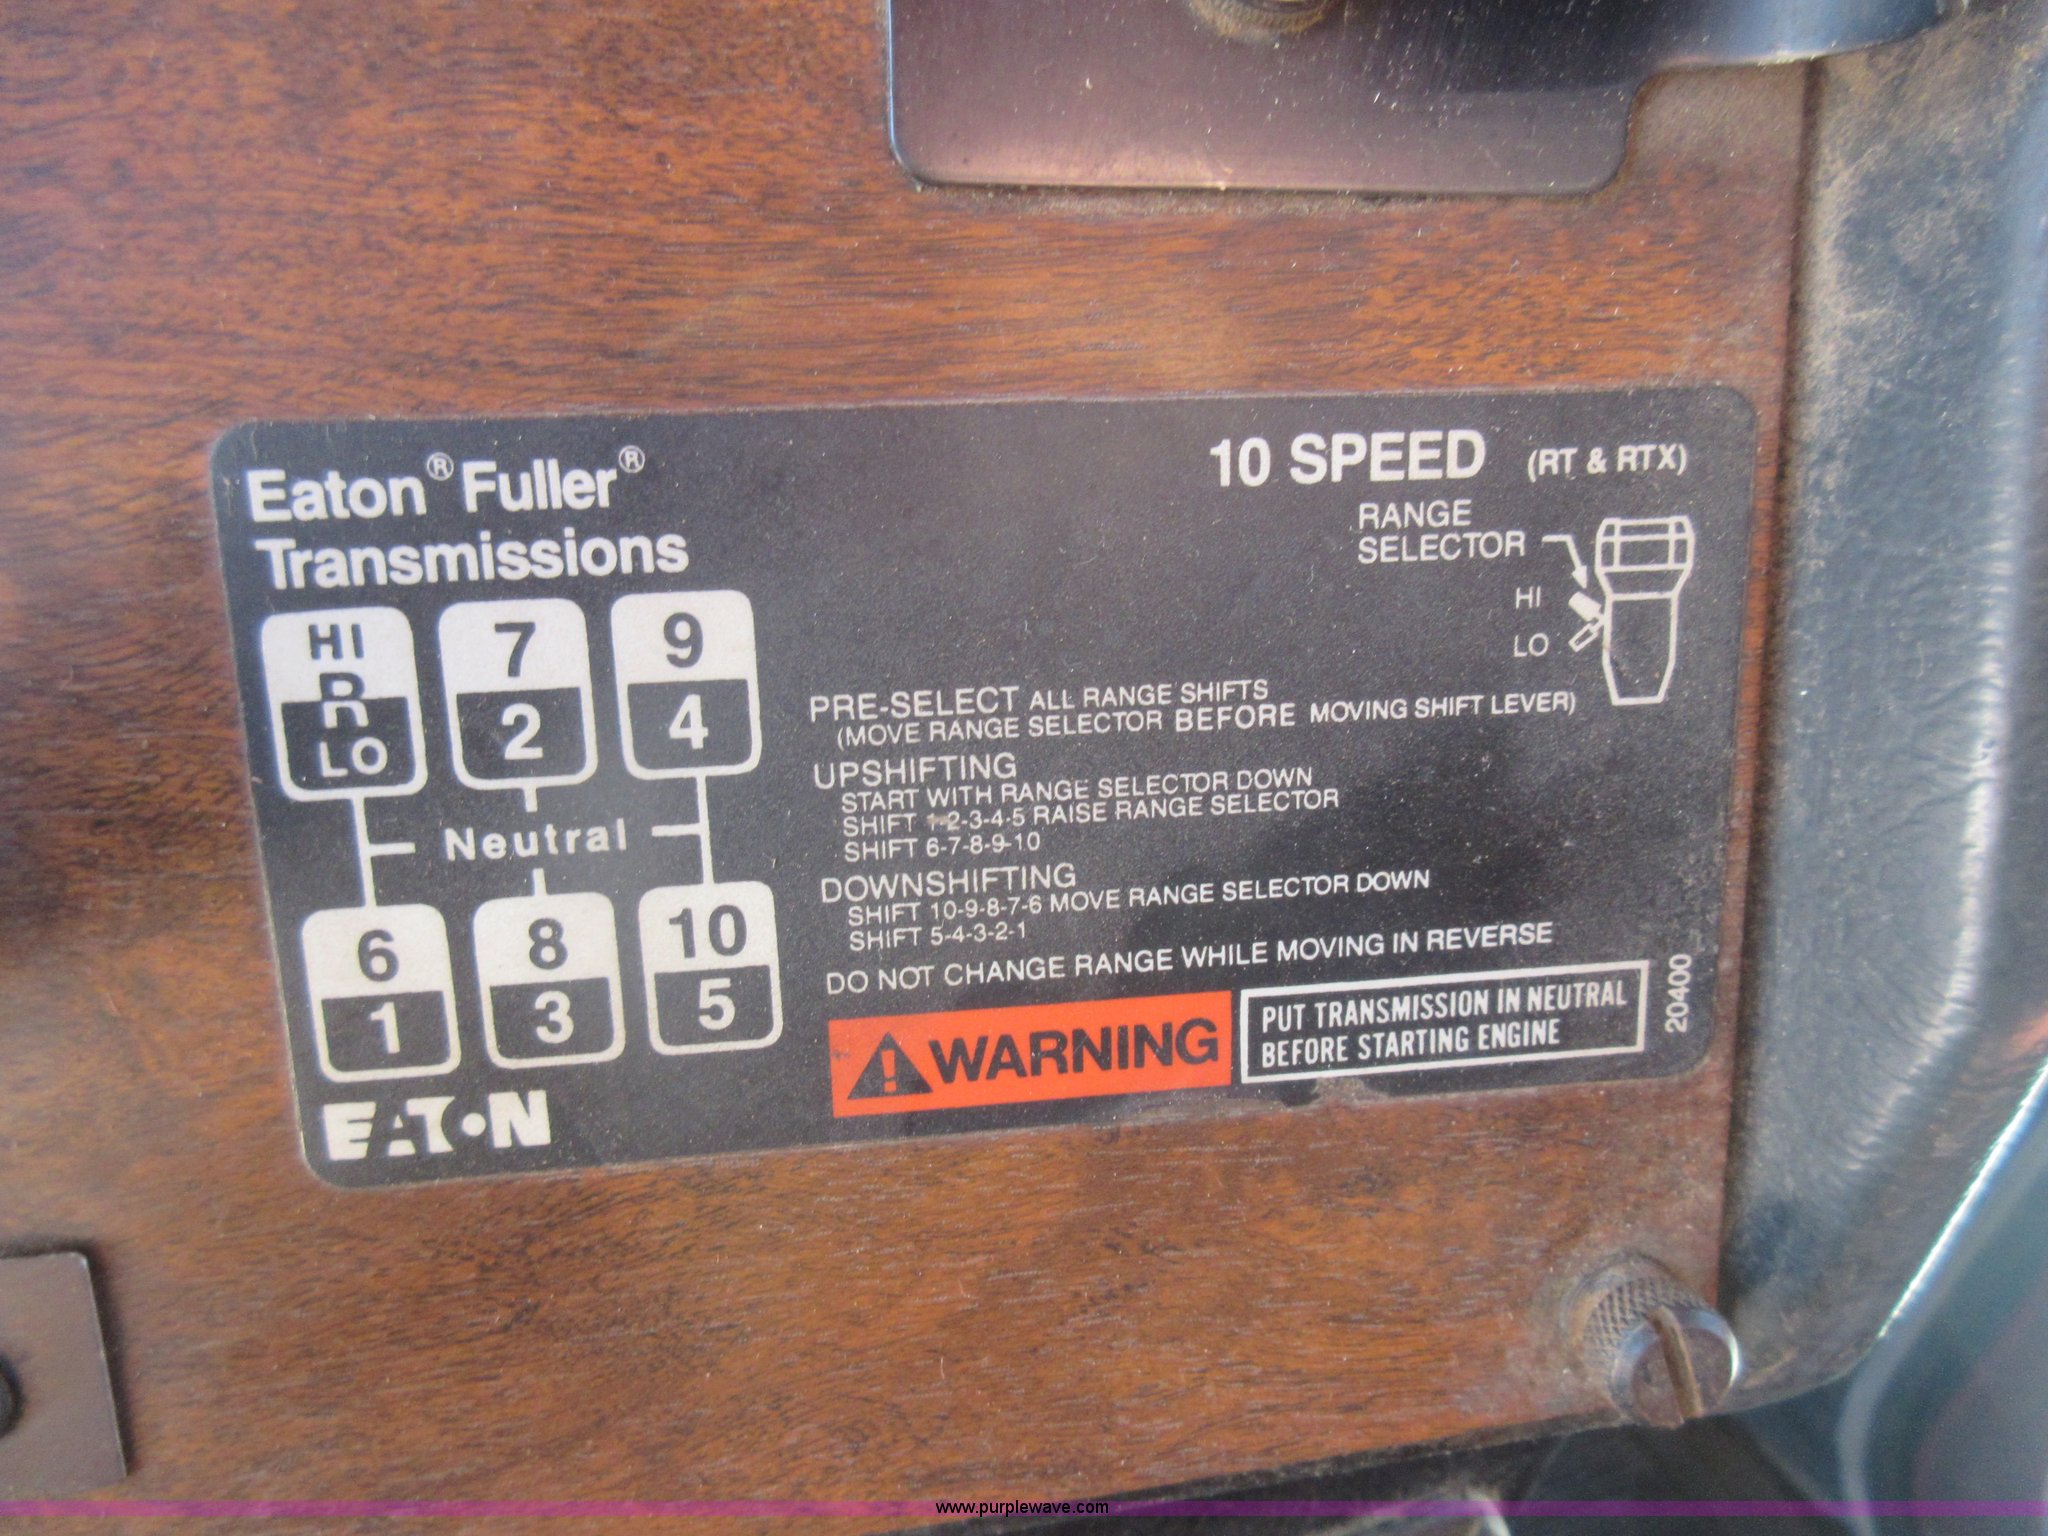 Eaton® Fuller®
Transmissions
10 SPEED (RT & RTX)
RANGE
SELECTOR
HI
LO
HI
R
LO
7
2
9
4
Neutral
6
1
8
3
10
5
EATON
PRE-SELECT ALL RANGE SHIFTS
(MOVE RANGE SELECTOR BEFORE MOVING SHIFT LEVER)
UPSHIFTING
START WITH RANGE SELECTOR DOWN
SHIFT 1-2-3-4-5 RAISE RANGE SELECTOR
SHIFT 6-7-8-9-10
DOWNSHIFTING
SHIFT 10-9-8-7-6 MOVE RANGE SELECTOR DOWN
SHIFT 5-4-3-2-1
DO NOT CHANGE RANGE WHILE MOVING IN REVERSE
WARNING
PUT TRANSMISSION IN NEUTRAL
BEFORE STARTING ENGINE
20400
www.purplewave.com